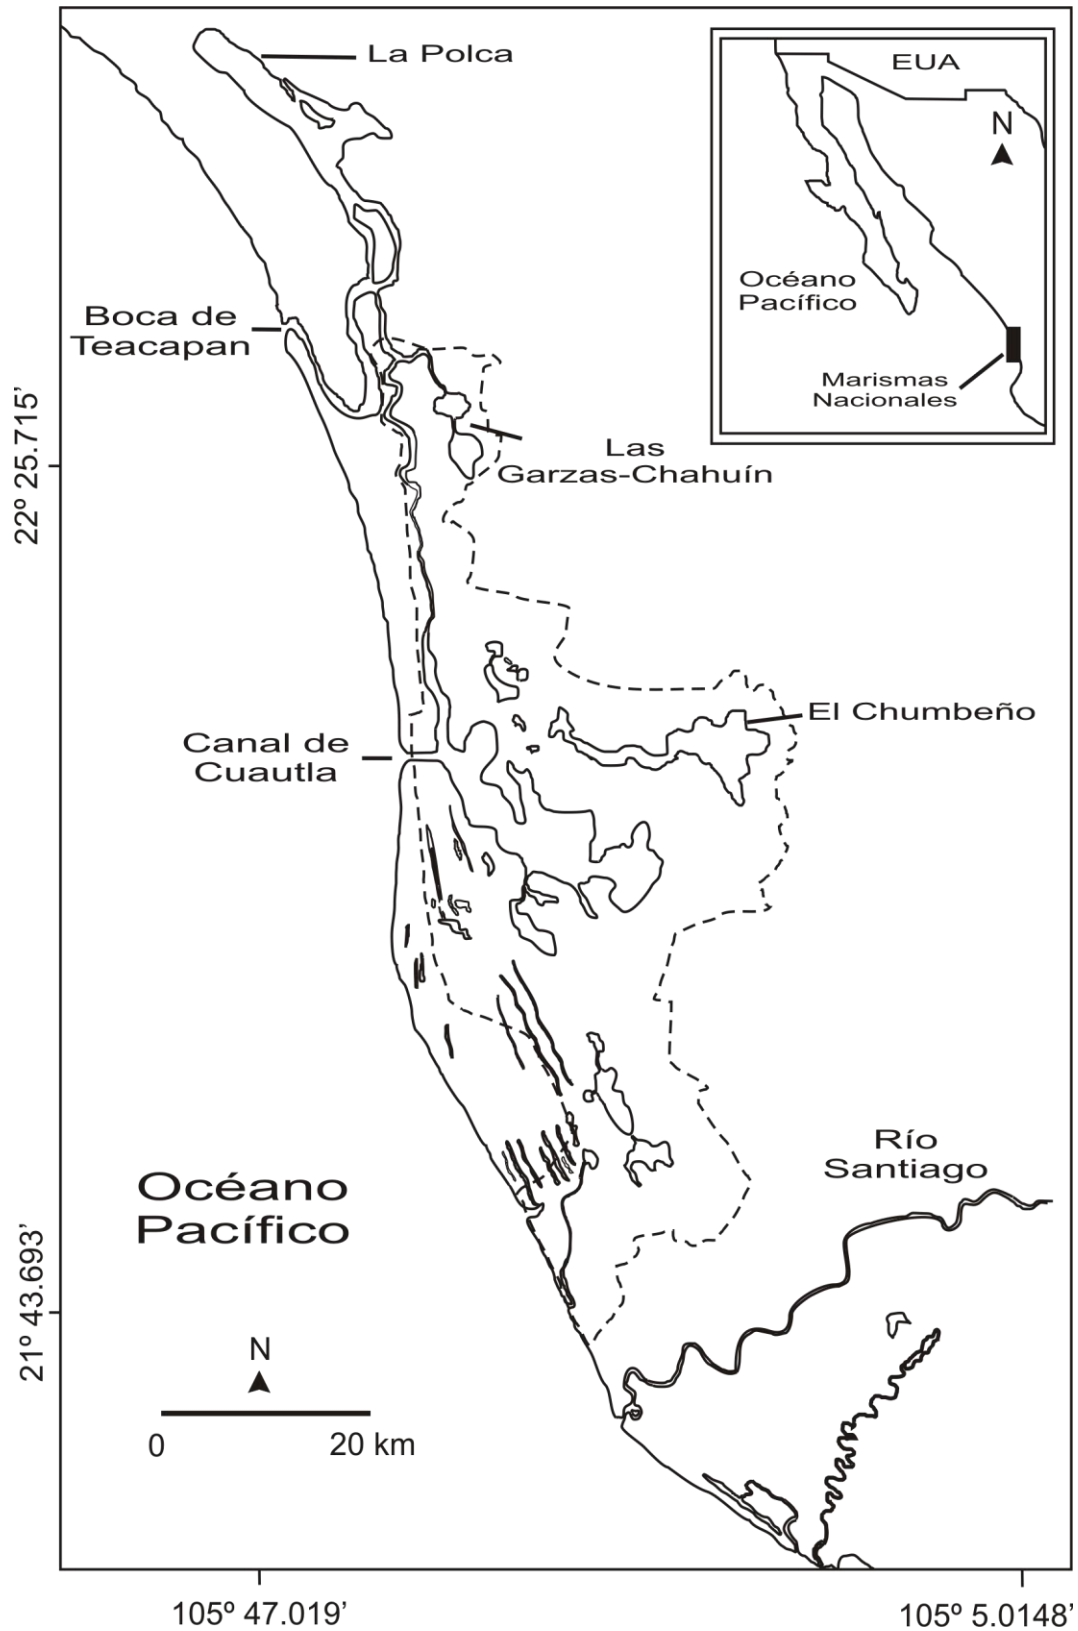 La Polca
EUA
N
Océano
Pacífico
Marismas
Nacionales
Boca de
Teacapan
Las
Garzas-Chahuín
22º 25.715’
El Chumbeño
Canal de
Cuautla
Río
Santiago
Océano
Pacífico
21º 43.693’
N
0
20 km
105º 47.019’
105º 5.0148’